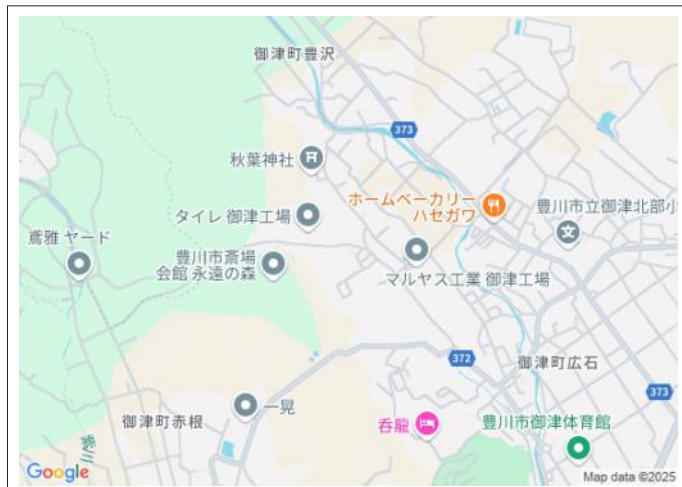 御津町豊沢
373
秋葉神社
ホームベーカリー
ハセガワ
豊川市立御津北部小
タイレ 御津工場
鳶雅 ヤード
豊川市斎場
会館 永遠の森
マルヤス工業 御津工場
372
御津町広石
373
一晃
御津町赤根
呑龍
豊川市御津体育館
紫川
Google
Map data ©2025